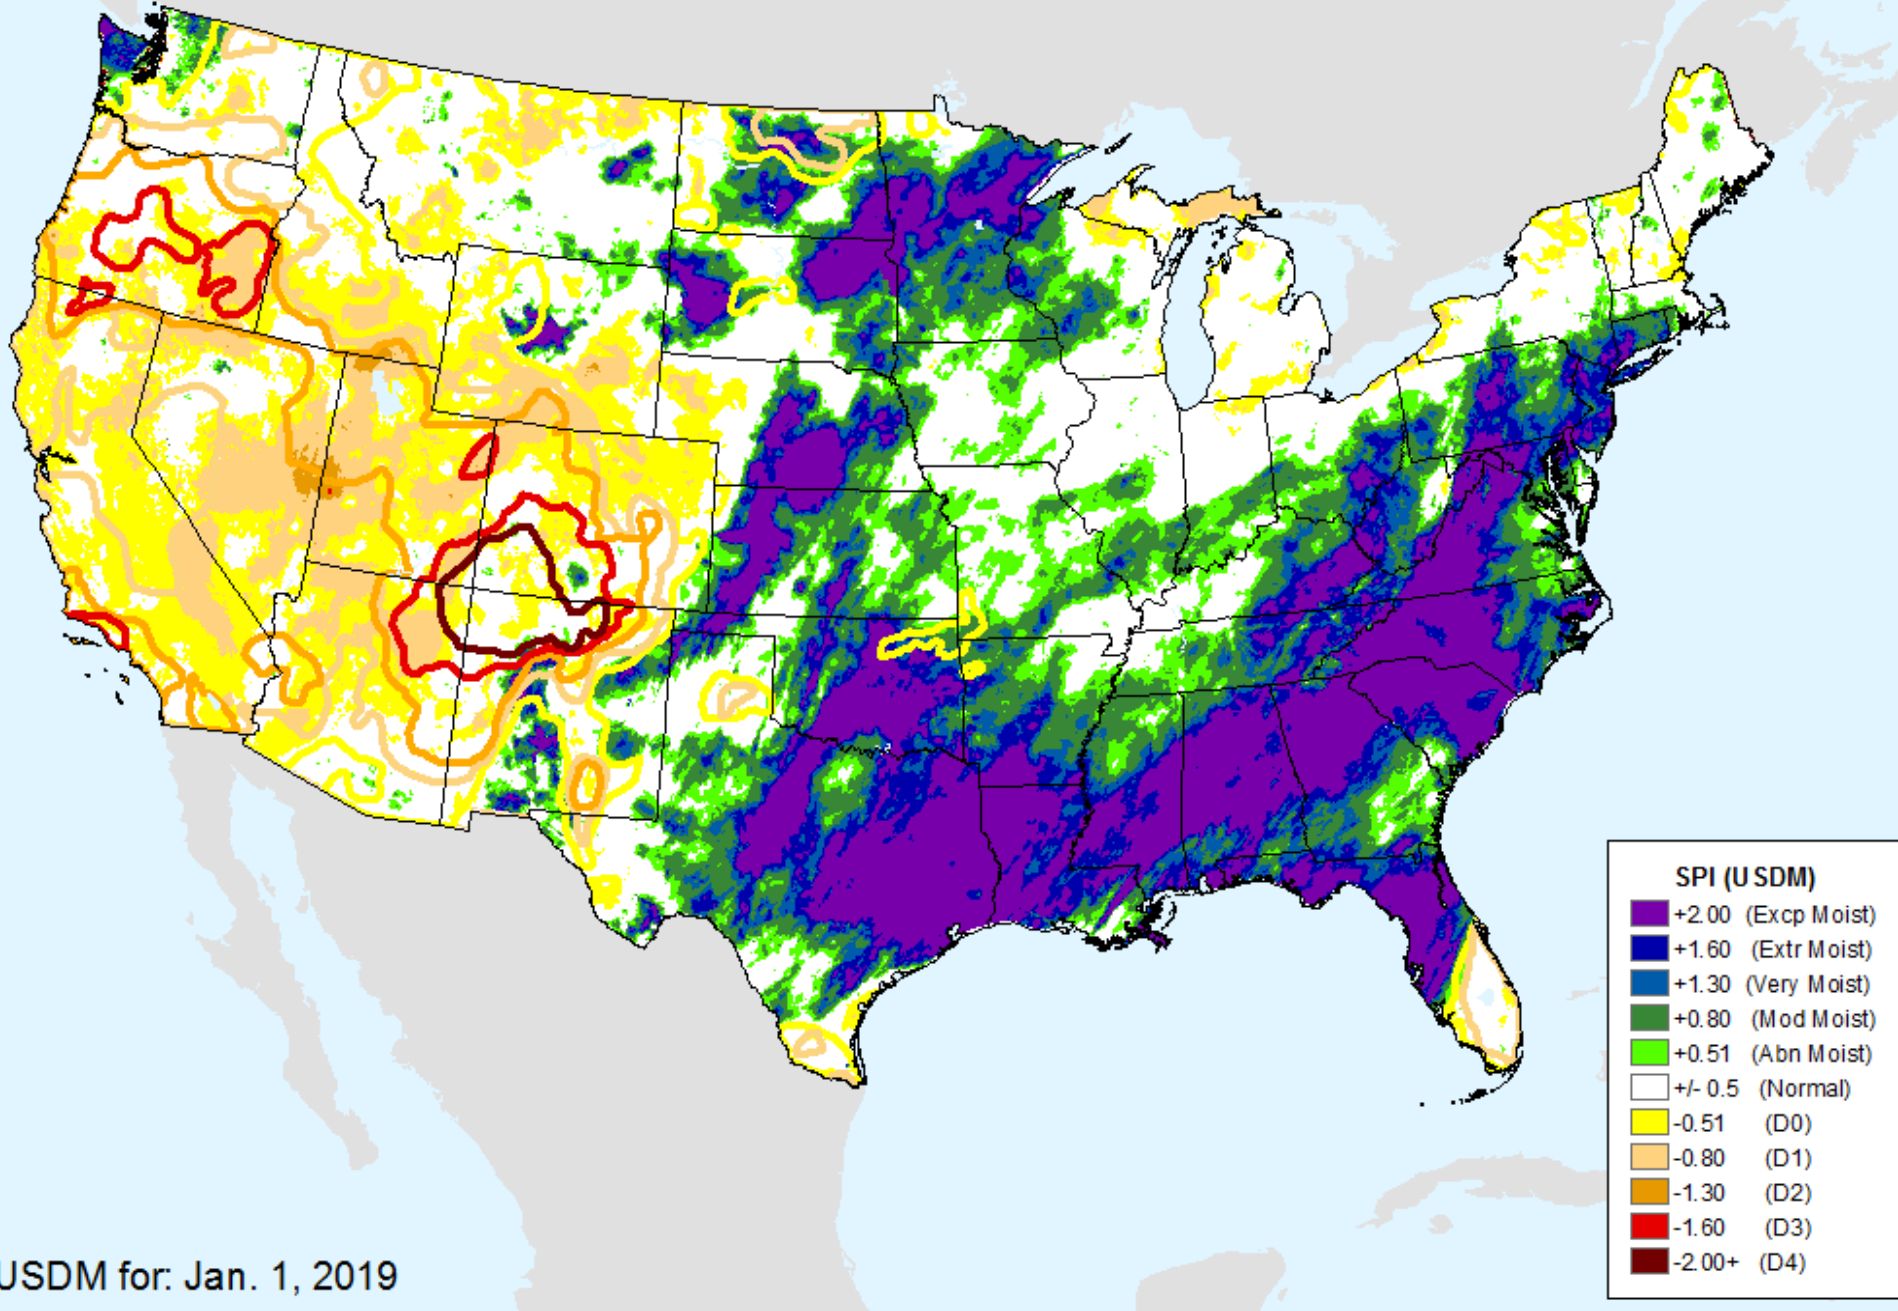 SPI (USDM)
+2.00 (Excp Moist)
+1.60 (Extr Moist)
+1.30 (Very Moist)
+0.80 (Mod Moist)
+0.51 (Abn Moist)
+/- 0.5 (Normal)
-0.51 (D0)
-0.80 (D1)
-1.30 (D2)
-1.60 (D3)
-2.00+ (D4)
USDM for: Jan. 1, 2019